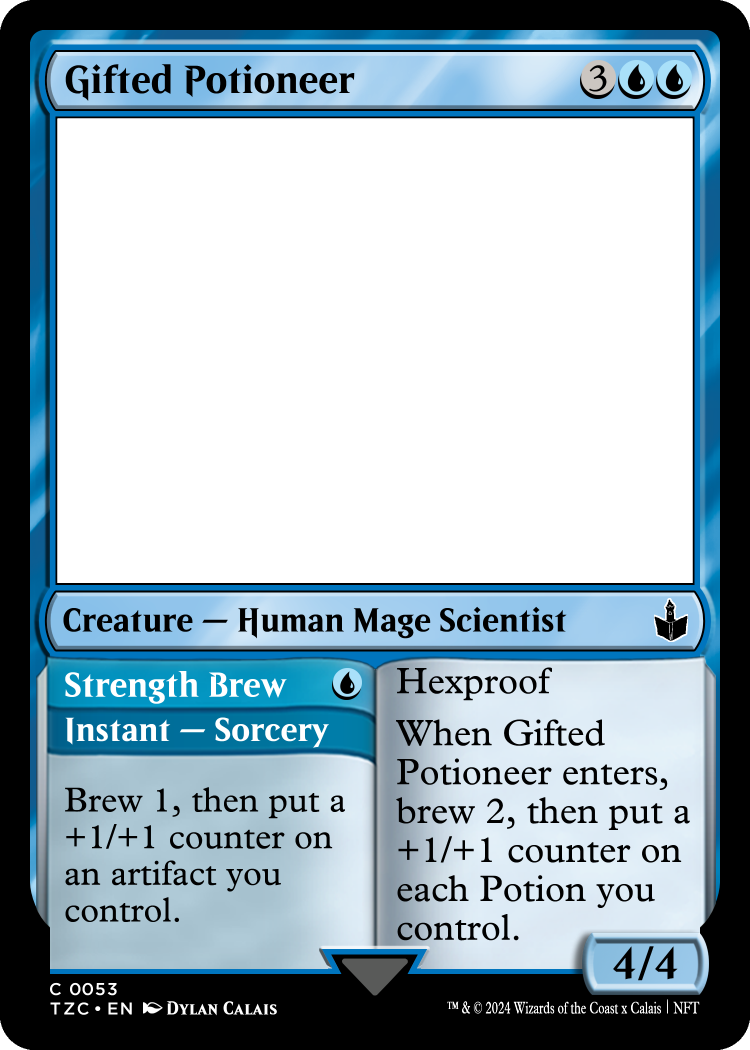 Gifted Potioneer 3
Creature — Human Mage Scientist
Strength Brew
Instant — Sorcery
Brew 1, then put a
+1/+1 counter on
an artifact you
control.
Hexproof
When Gifted
Potioneer enters,
brew 2, then put a
+1/+1 counter on
each Potion you
control.
4/4
C 0053
TZC • EN Dylan Calais
™ & © 2024 Wizards of the Coast x Calais | NFT